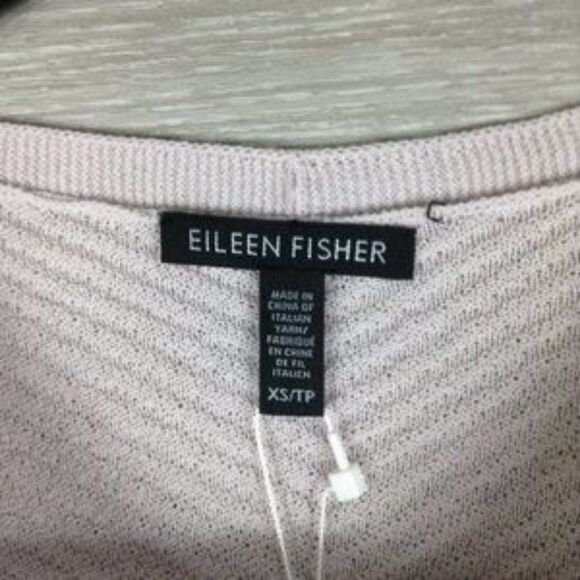 EILEEN FISHER
MADE IN
CHINA OF
ITALIAN
YARN/
FABRIQUÉ
EN CHINE
DE FIL
ITALIEN
XS/TP